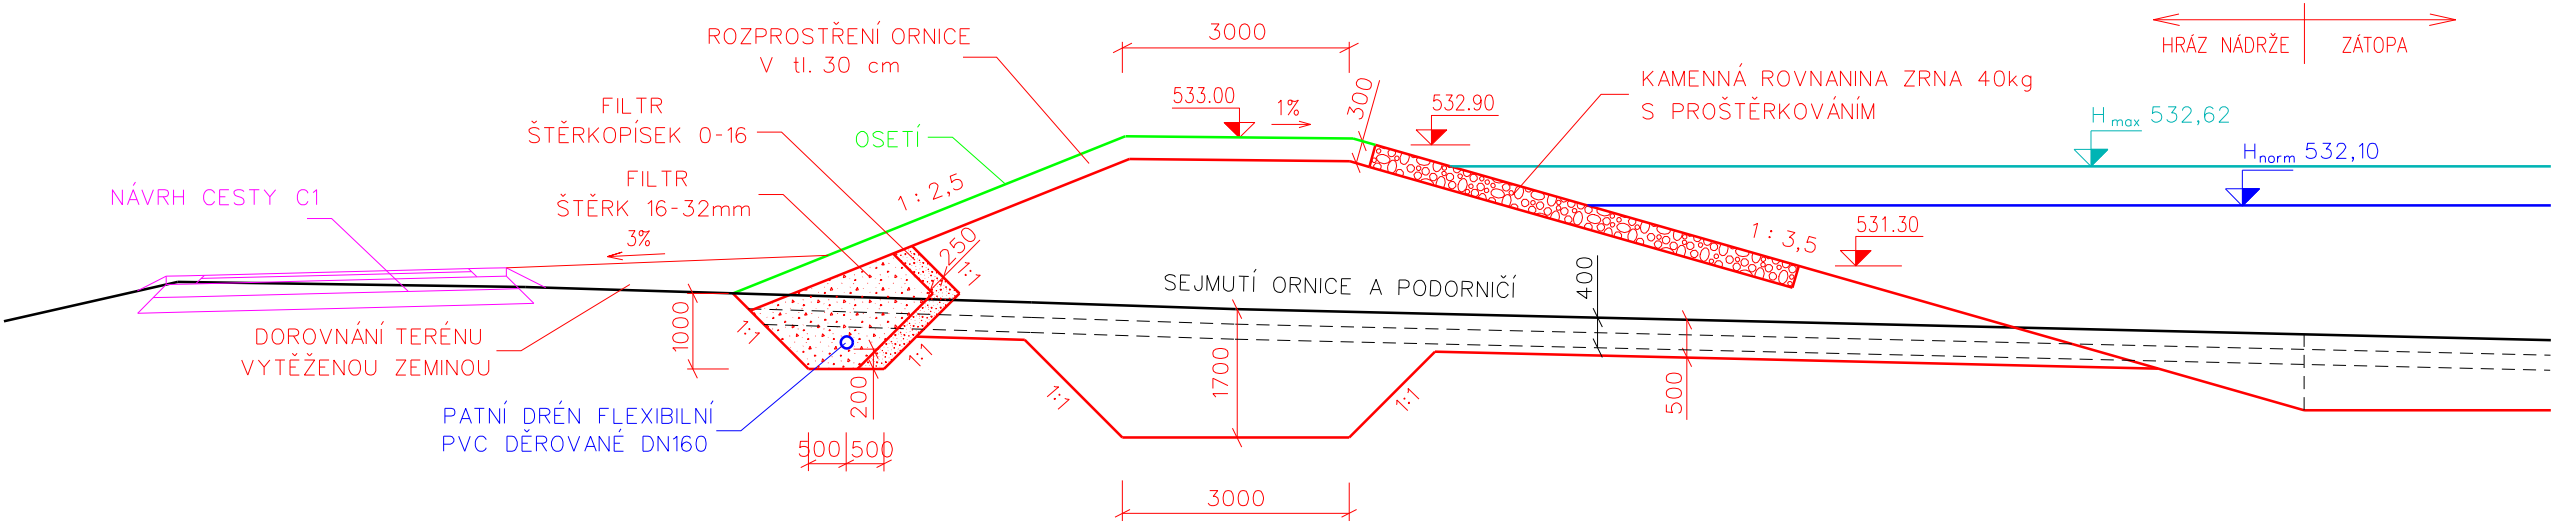 3000
HRÁZ NÁDRŽE
ZÁTOPA
ROZPROSTŘENÍ ORNICE
V tl. 30 cm
KAMENNÁ ROVNANINA ZRNA 40kg
S PROŠTĚRKOVÁNÍM
FILTR
ŠTĚRKOPÍSEK 0-16
533.00
1%
300
532.90
H max 532,62
OSETÍ
Hnorm 532,10
FILTR
ŠTĚRK 16-32mm
1 : 2,5
NÁVRH CESTY C1
3%
250
1:1
1 : 3,5
531.30
SEJMUTÍ ORNICE A PODORNIČÍ
400
DOROVNÁNÍ TERÉNU
VYTĚŽENOU ZEMINOU
1000
1:1
1:1
200
1700
1:1
1:1
500
PATNÍ DRÉN FLEXIBILNÍ
PVC DĚROVANÉ DN160
500
500
3000